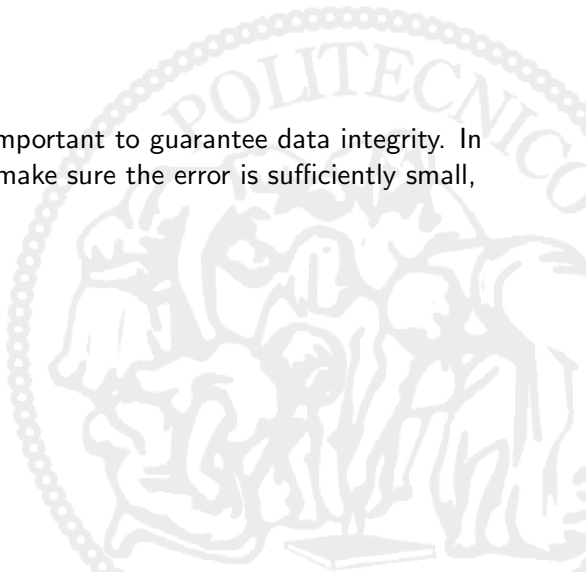 POLITECNICO
important to guarantee data integrity. In
make sure the error is sufficiently small,